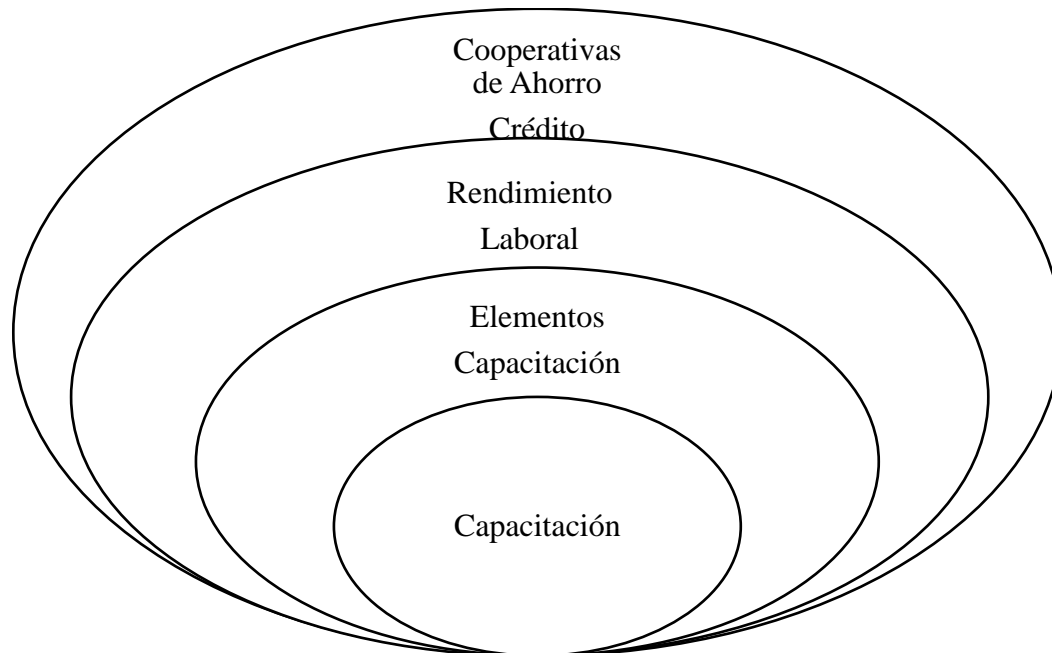 Cooperativas
de Ahorro
Crédito
Rendimiento
Laboral
Elementos
Capacitación
Capacitación